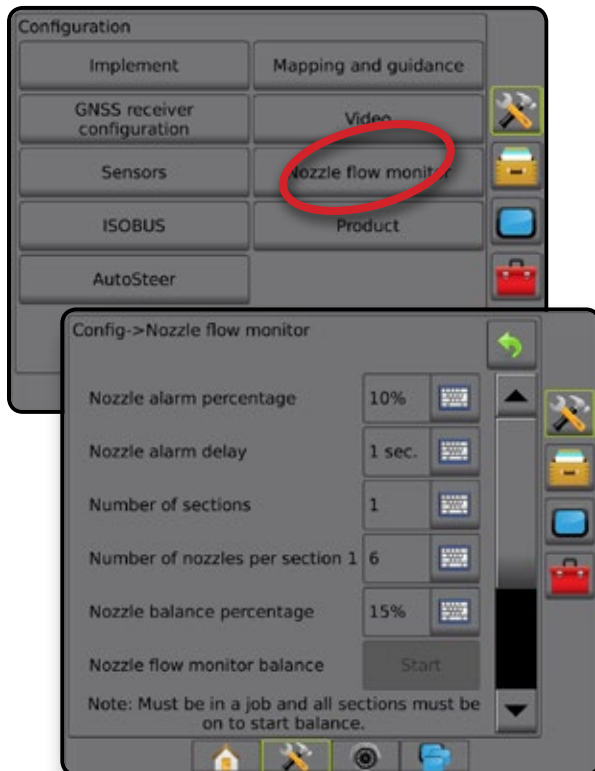 Configuration
Implement
Mapping and guidance
GNSS receiver
configuration
Video
Sensors
Nozzle flow monitor
ISOBUS
Product
AutoSteer
Config->Nozzle flow monitor
Nozzle alarm percentage
10%
Nozzle alarm delay
1 sec.
Number of sections
1
Number of nozzles per section 1
6
Nozzle balance percentage
15%
Nozzle flow monitor balance
Start
Note: Must be in a job and all sections must be
on to start balance.